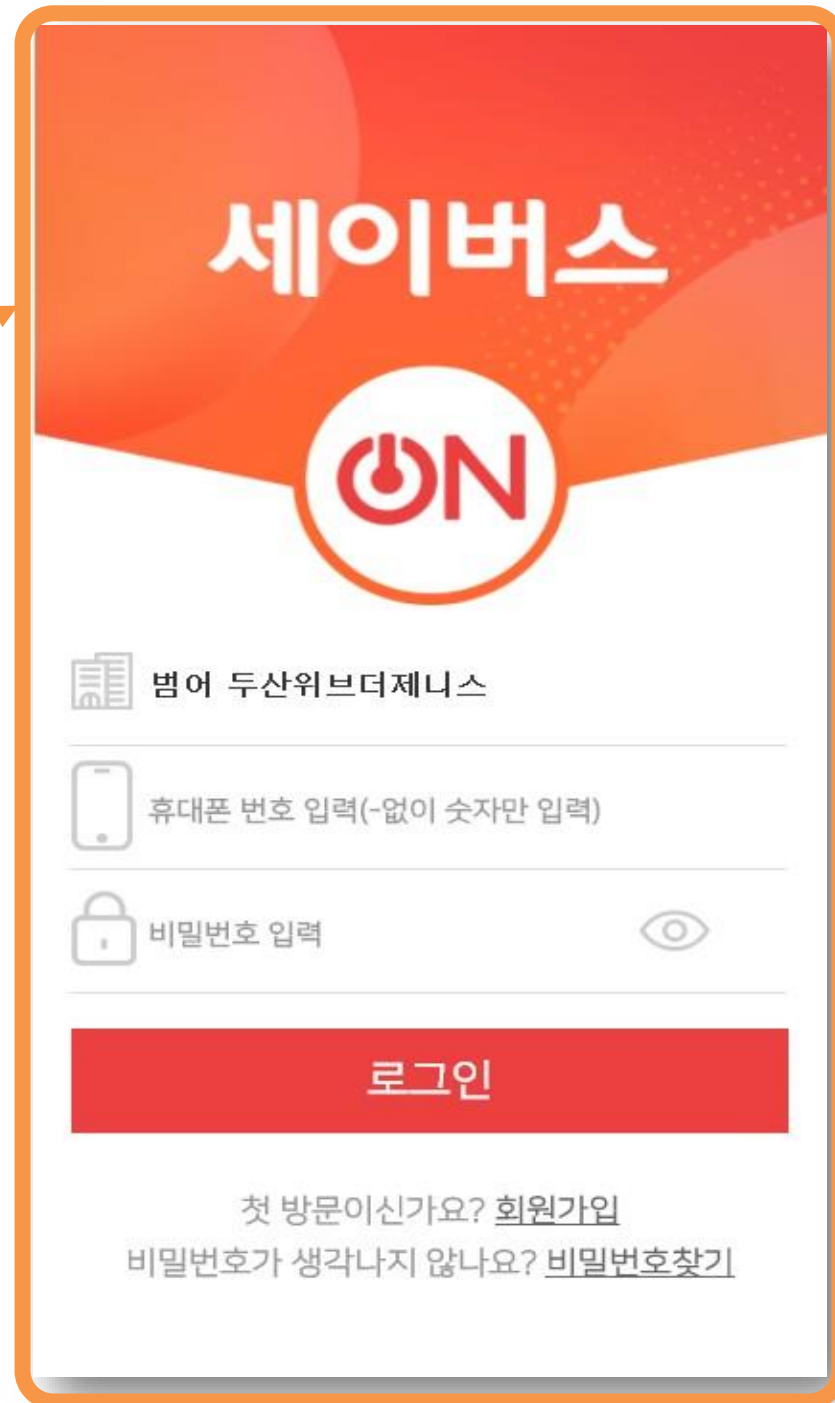 세이버스
ON
범어 두산위브더제니스
휴대폰 번호 입력(-없이 숫자만 입력)
비밀번호 입력
로그인
첫 방문이신가요? 회원가입
비밀번호가 생각나지 않나요? 비밀번호찾기